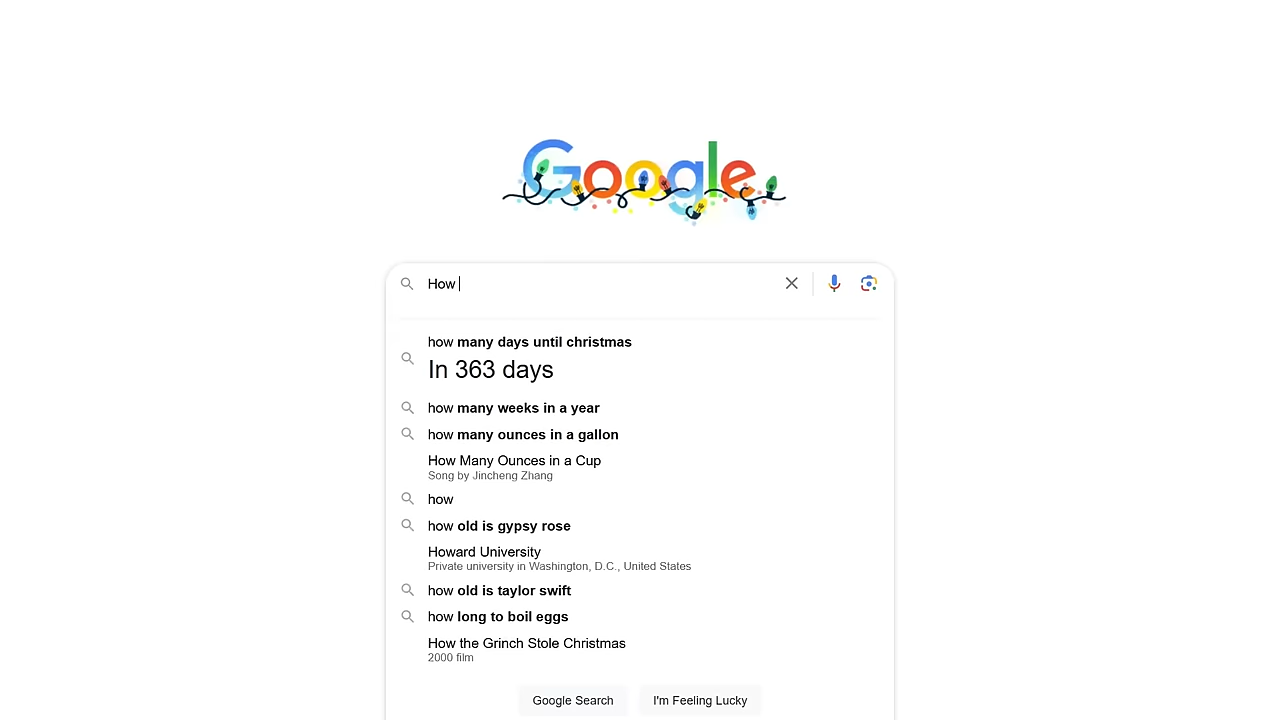 Google
How
how many days until christmas
In 363 days
how many weeks in a year
how many ounces in a gallon
How Many Ounces in a Cup
Song by Jincheng Zhang
how
how old is gypsy rose
Howard University
Private university in Washington, D.C., United States
how old is taylor swift
how long to boil eggs
How the Grinch Stole Christmas
2000 film
Google Search I'm Feeling Lucky